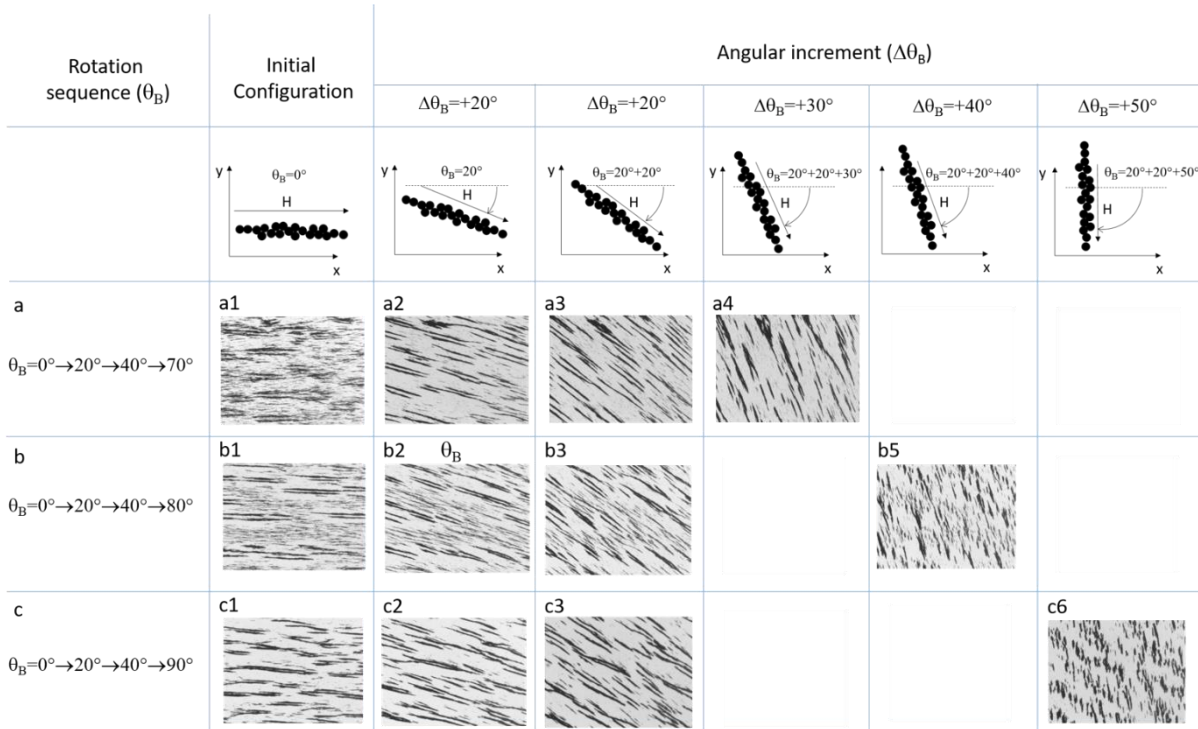 Rotation
sequence (θB)
Initial
Configuration
Angular increment (ΔθB)
ΔθB=+20°
ΔθB=+20°
ΔθB=+30°
ΔθB=+40°
ΔθB=+50°
y
θB=0°
H
x
y
θB=20°
H
x
y
θB=20°+20°
H
x
y
θB=20°+20°+30°
H
x
y
θB=20°+20°+40°
H
x
y
θB=20°+20°+50°
H
x
a
θB=0°→20°→40°→70°
a1
a2
a3
a4
b
θB=0°→20°→40°→80°
b1
b2
θB
b3
b5
c
θB=0°→20°→40°→90°
c1
c2
c3
c6